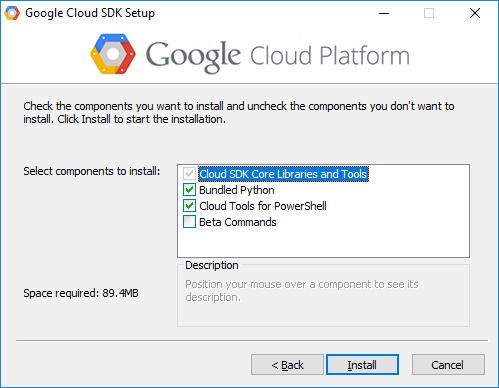 Google Cloud SDK Setup
Google Cloud Platform
Check the components you want to install and uncheck the components you don't want to
install. Click Install to start the installation.
Select components to install:
Cloud SDK Core Libraries and Tools
Bundled Python
Cloud Tools for PowerShell
Beta Commands
Description
Position your mouse over a component to see its
description.
Space required: 89.4MB
< Back
Install
Cancel